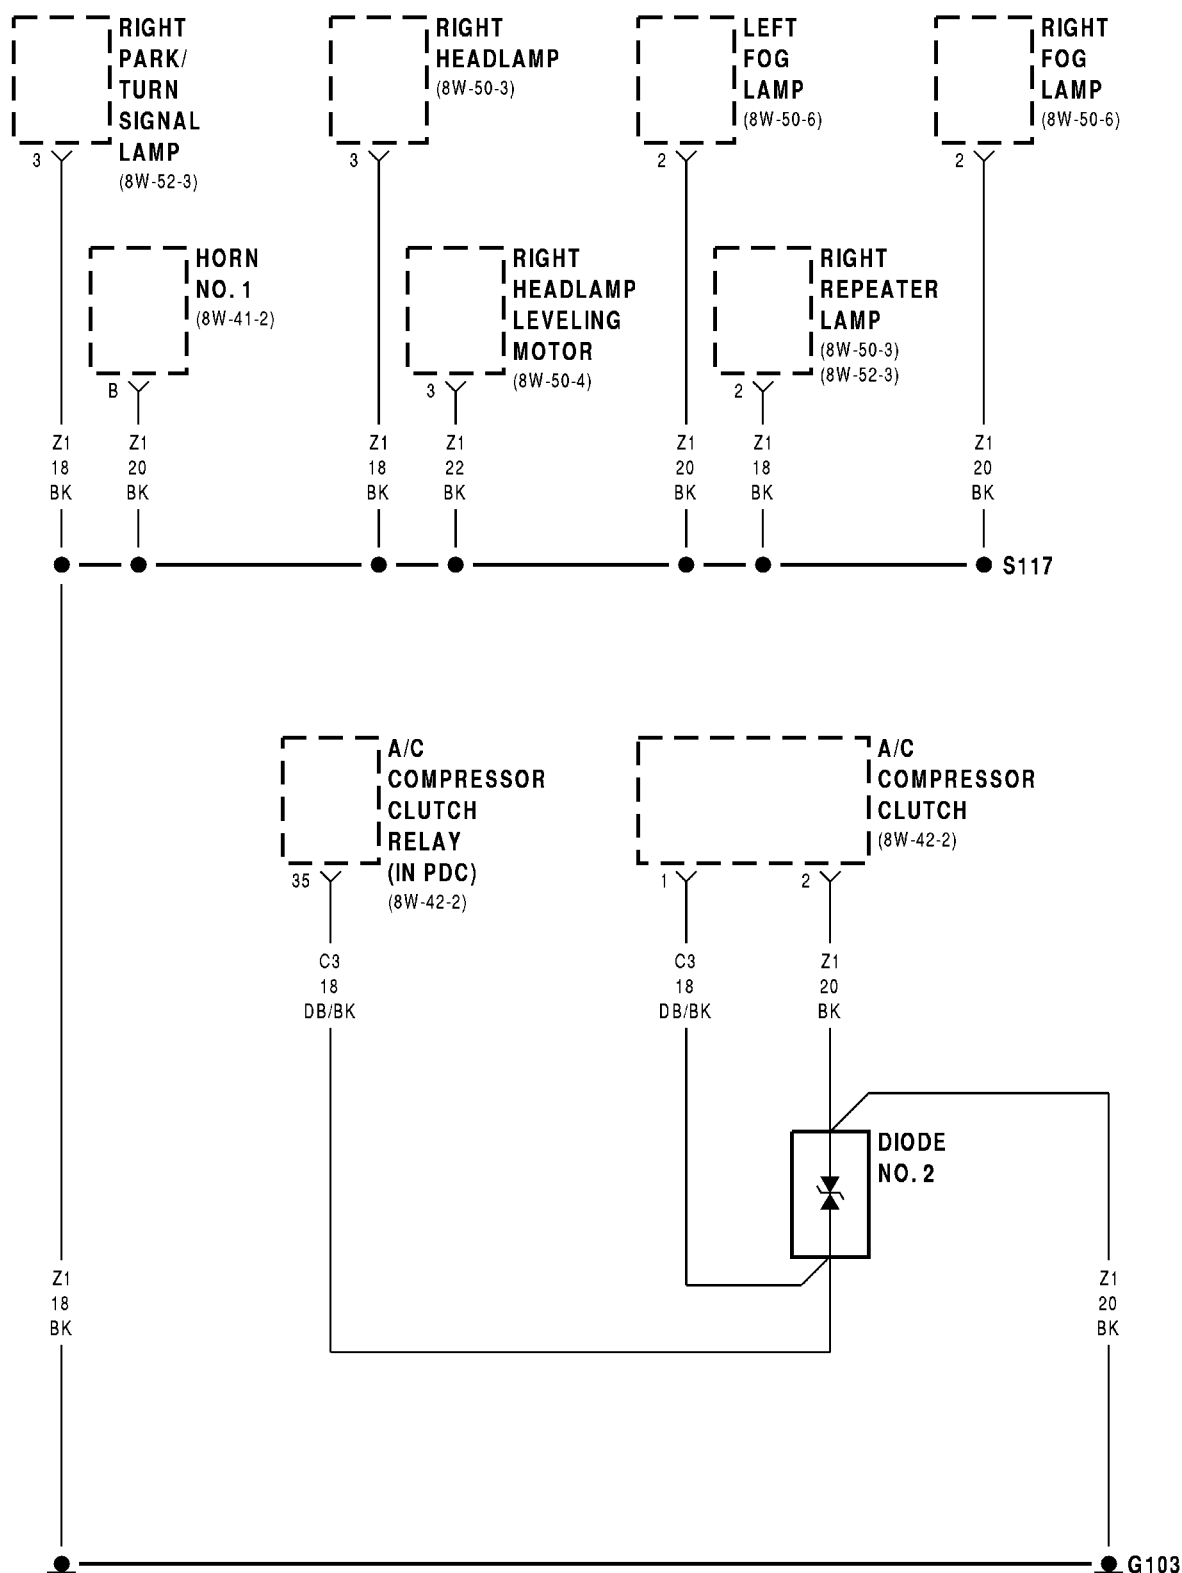 RIGHT
PARK/
TURN
SIGNAL
LAMP
(8W-52-3)
3
RIGHT
HEADLAMP
(8W-50-3)
3
LEFT
FOG
LAMP
(8W-50-6)
2
RIGHT
FOG
LAMP
(8W-50-6)
2
HORN
NO. 1
(8W-41-2)
B
RIGHT
HEADLAMP
LEVELING
MOTOR
(8W-50-4)
3
RIGHT
REPEATER
LAMP
(8W-50-3)
(8W-52-3)
2
Z1
18
BK
Z1
20
BK
Z1
18
BK
Z1
22
BK
Z1
20
BK
Z1
18
BK
Z1
20
BK
S117
A/C
COMPRESSOR
CLUTCH
RELAY
(IN PDC)
(8W-42-2)
35
A/C
COMPRESSOR
CLUTCH
(8W-42-2)
1
2
C3
18
DB/BK
C3
18
DB/BK
Z1
20
BK
DIODE
NO. 2
Z1
18
BK
Z1
20
BK
G103